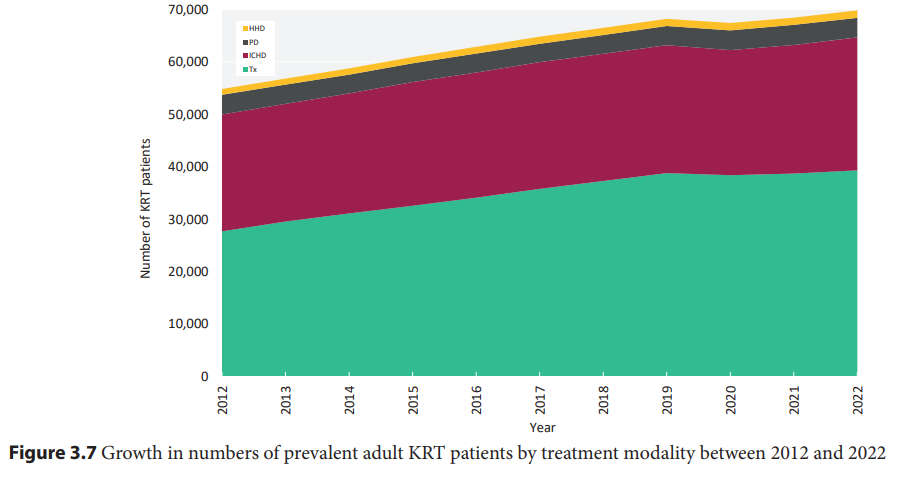 70,000
60,000
50,000
40,000
30,000
20,000
10,000
0
Number of KRT patients
HHD
PD
ICHD
Tx
2012
2013
2014
2015
2016
2017
2018
2019
2020
2021
2022
Year
Figure 3.7 Growth in numbers of prevalent adult KRT patients by treatment modality between 2012 and 2022